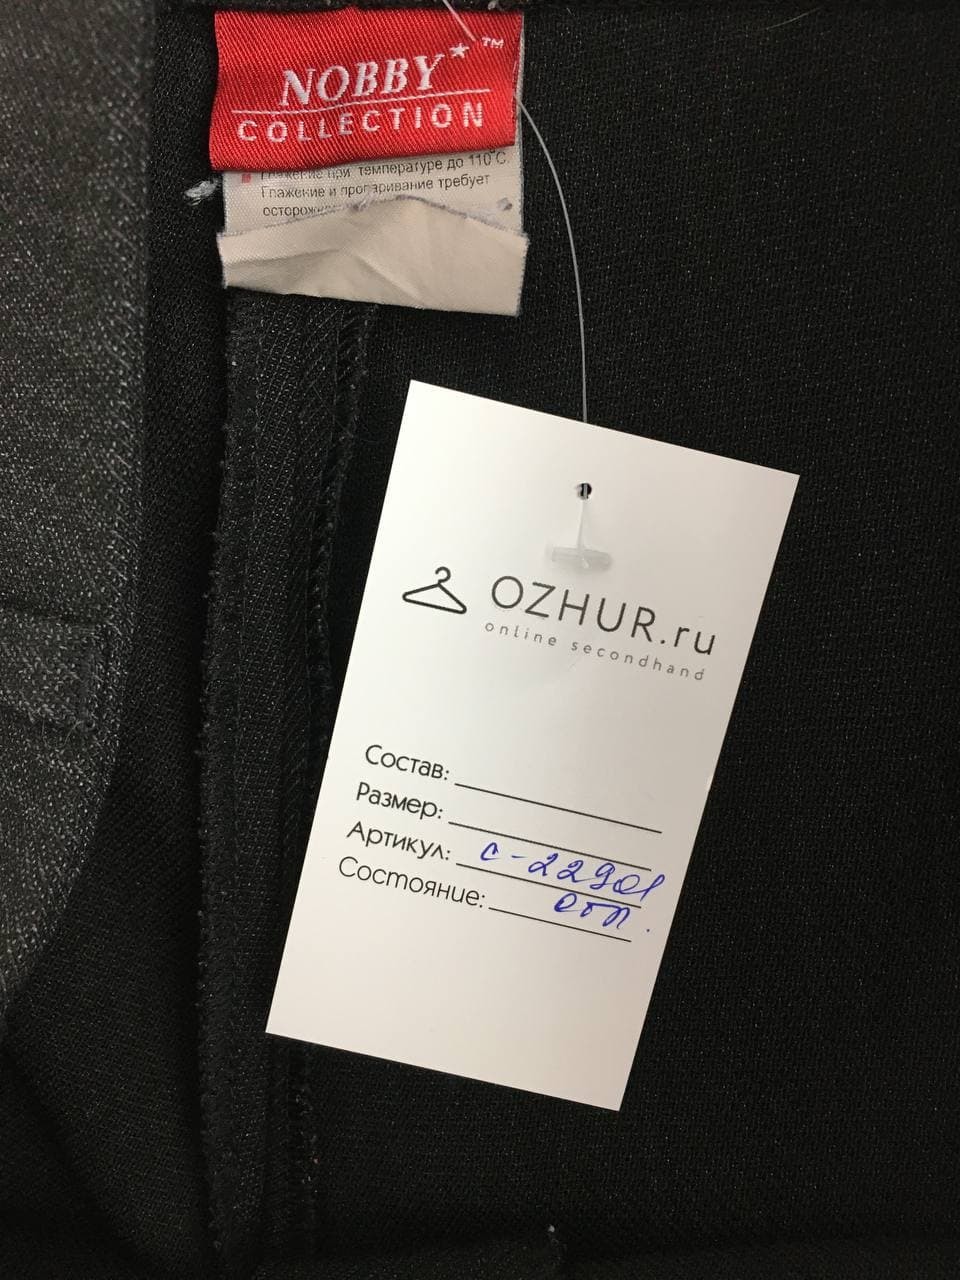 NOBBY* ™
COLLECTION
Глажение при температуре до 110°С
Глажение и пропаривание требует
OZHUR.ru
online secondhand
Состав:
Размер:
Артикул: с-22901
Состояние: отл.